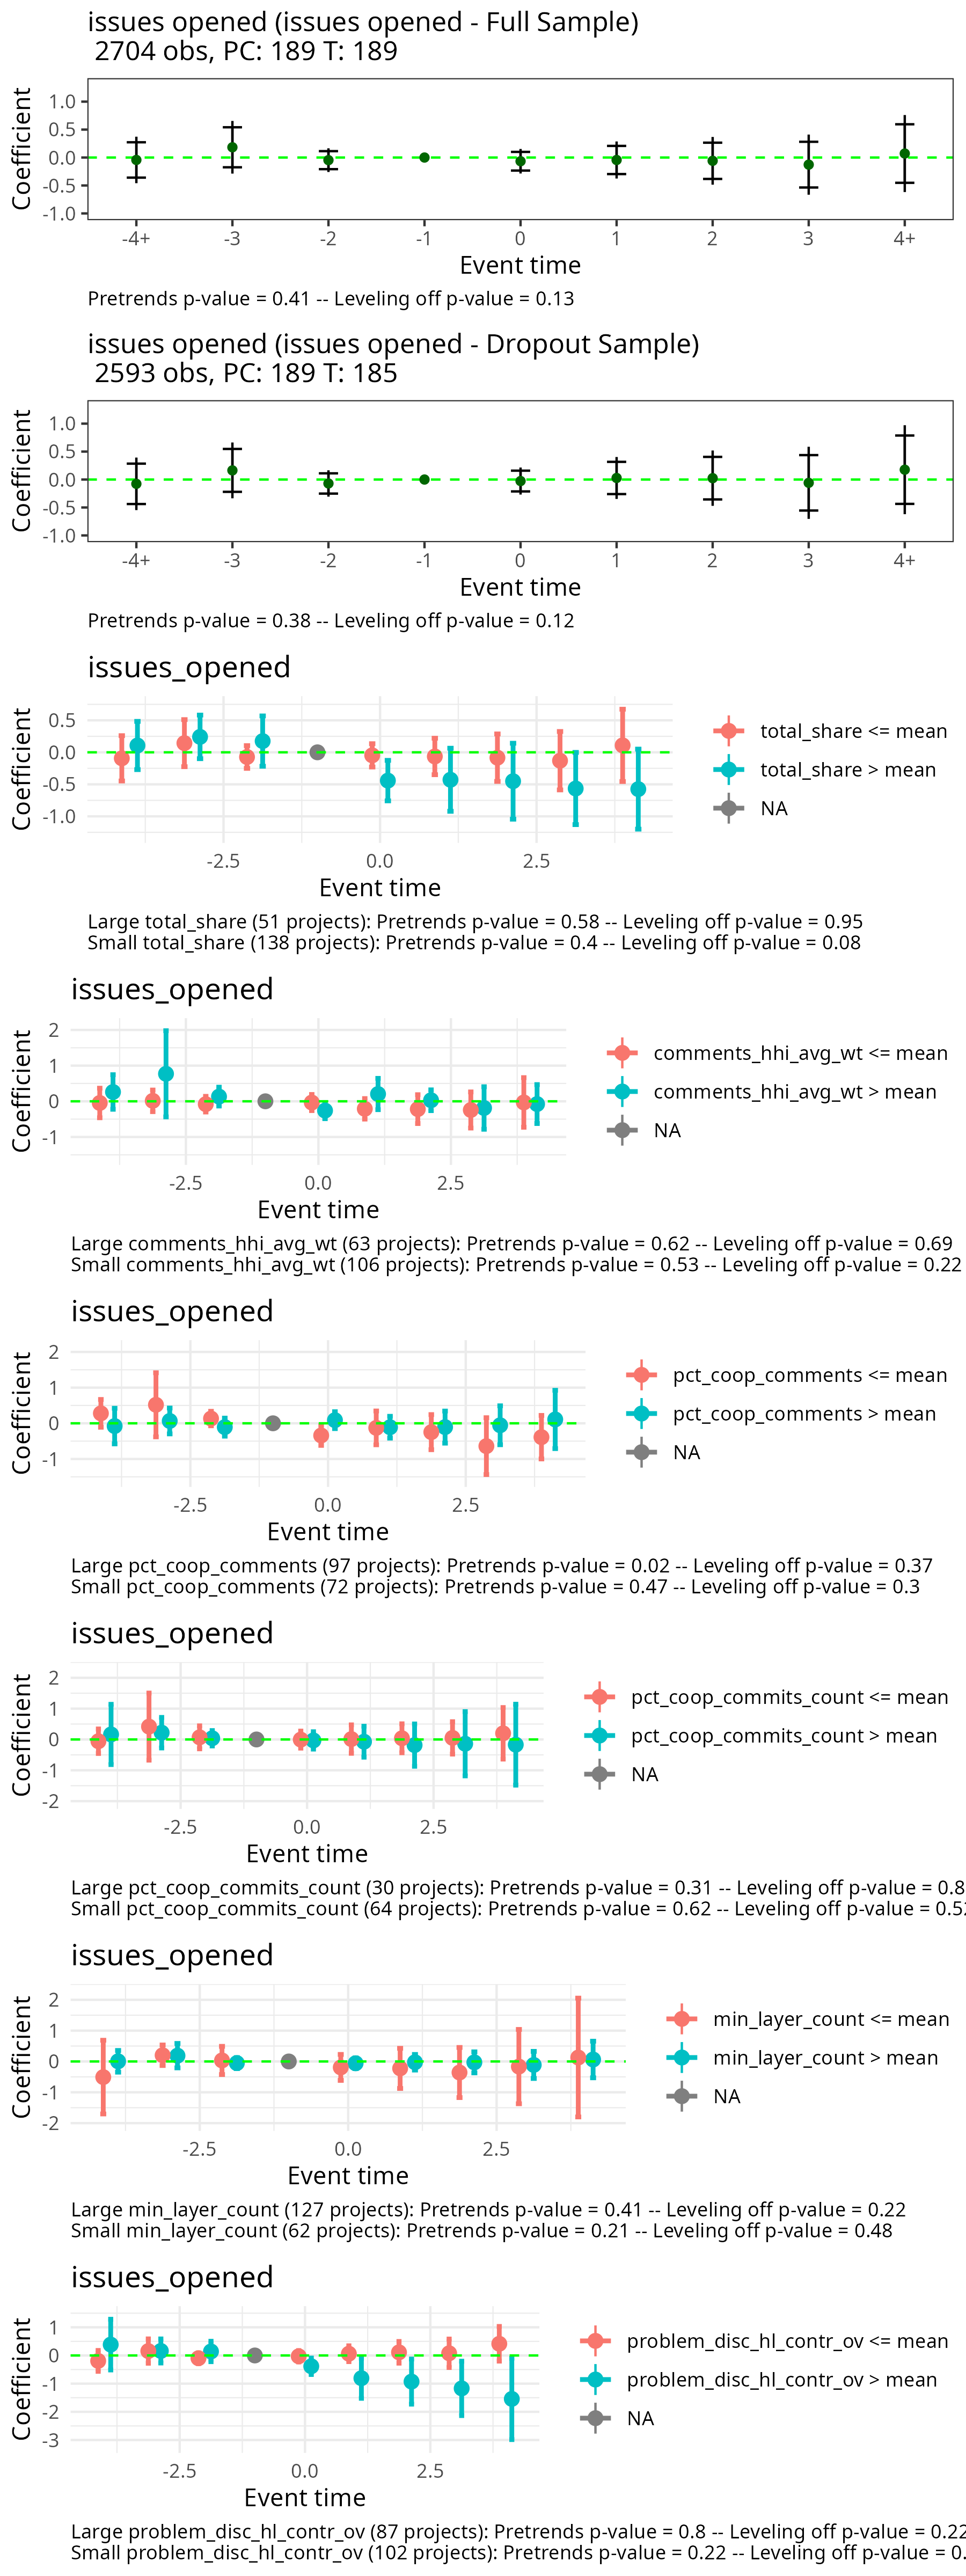 issues opened (issues opened - Full Sample)
2704 obs, PC: 189 T: 189
Coefficient
1.0
0.5
0.0
-0.5
-1.0
-4+ -3 -2 -1 0 1 2 3 4+
Event time
Pretrends p-value = 0.41 -- Leveling off p-value = 0.13
issues opened (issues opened - Dropout Sample)
2593 obs, PC: 189 T: 185
Coefficient
1.0
0.5
0.0
-0.5
-1.0
-4+ -3 -2 -1 0 1 2 3 4+
Event time
Pretrends p-value = 0.38 -- Leveling off p-value = 0.12
issues_opened
Coefficient
0.5
0.0
-0.5
-1.0
-2.5 0.0 2.5
Event time
total_share <= mean
total_share > mean
NA
Large total_share (51 projects): Pretrends p-value = 0.58 -- Leveling off p-value = 0.95
Small total_share (138 projects): Pretrends p-value = 0.4 -- Leveling off p-value = 0.08
issues_opened
Coefficient
2
1
0
-1
-2.5 0.0 2.5
Event time
comments_hhi_avg_wt <= mean
comments_hhi_avg_wt > mean
NA
Large comments_hhi_avg_wt (63 projects): Pretrends p-value = 0.62 -- Leveling off p-value = 0.69
Small comments_hhi_avg_wt (106 projects): Pretrends p-value = 0.53 -- Leveling off p-value = 0.22
issues_opened
Coefficient
2
1
0
-1
-2.5 0.0 2.5
Event time
pct_coop_comments <= mean
pct_coop_comments > mean
NA
Large pct_coop_comments (97 projects): Pretrends p-value = 0.02 -- Leveling off p-value = 0.37
Small pct_coop_comments (72 projects): Pretrends p-value = 0.47 -- Leveling off p-value = 0.3
issues_opened
Coefficient
2
1
0
-1
-2
-2.5 0.0 2.5
Event time
pct_coop_commits_count <= mean
pct_coop_commits_count > mean
NA
Large pct_coop_commits_count (30 projects): Pretrends p-value = 0.31 -- Leveling off p-value = 0.8
Small pct_coop_commits_count (64 projects): Pretrends p-value = 0.62 -- Leveling off p-value = 0.52
issues_opened
Coefficient
2
1
0
-1
-2
-2.5 0.0 2.5
Event time
min_layer_count <= mean
min_layer_count > mean
NA
Large min_layer_count (127 projects): Pretrends p-value = 0.41 -- Leveling off p-value = 0.22
Small min_layer_count (62 projects): Pretrends p-value = 0.21 -- Leveling off p-value = 0.48
issues_opened
Coefficient
1
0
-1
-2
-3
-2.5 0.0 2.5
Event time
problem_disc_hl_contr_ov <= mean
problem_disc_hl_contr_ov > mean
NA
Large problem_disc_hl_contr_ov (87 projects): Pretrends p-value = 0.8 -- Leveling off p-value = 0.22
Small problem_disc_hl_contr_ov (102 projects): Pretrends p-value = 0.22 -- Leveling off p-value = 0.